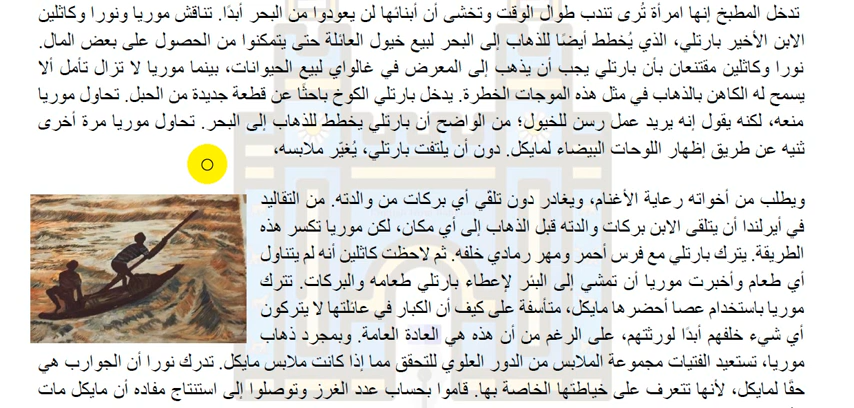 تدخل المطبخ إنها امرأة تُرى تندب طوال الوقت وتخشى أن أبنائها لن يعودوا من البحر أبدًا. تناقش موريا ونورا وكاثلين
الابن الأخير بارتلي، الذي يُخطط أيضًا للذهاب إلى البحر لبيع خيول العائلة حتى يتمكنوا من الحصول على بعض المال.
نورا وكاثلين مقتنعان بأن بارتلي يجب أن يذهب إلى المعرض في غالواي لبيع الحيوانات، بينما موريا لا تزال تأمل ألا
يسمح له الكاهن بالذهاب في مثل هذه الموجات الخطرة. يدخل بارتلي الكوخ باحثًا عن قطعة جديدة من الحبل. تحاول موريا
منعه، لكنه يقول إنه يريد عمل رسن للخيول؛ من الواضح أن بارتلي يخطط للذهاب إلى البحر. تحاول موريا مرة أخرى
ثنيه عن طريق إظهار اللوحات البيضاء لمايكل. دون أن يلتفت بارتلي، يُغيّر ملابسه،
ويطلب من أخواته رعاية الأغنام، ويغادر دون تلقّي أي بركات من والدته. من التقاليد
في أيرلندا أن يتلقى الابن بركات والدته قبل الذهاب إلى أي مكان، لكن موريا تكسر هذه
الطريقة. يترك بارتلي مع فرس أحمر ومهر رمادي خلفه. ثم لاحظت كاثلين أنه لم يتناول
أي طعام وأخبرت موريا أن تمشي إلى البئر لإعطاء بارتلي طعامه والبركات. تترك
موريا باستخدام عصا أحضرها مايكل، متأسفة على كيف أن الكبار في عائلتها لا يتركون
أي شيء خلفهم أبدًا لورثتهم، على الرغم من أن هذه هي العادة العامة. وبمجرد ذهاب
موريا، تستعيد الفتيات مجموعة الملابس من الدور العلوي للتحقق مما إذا كانت ملابس مايكل. تدرك نورا أن الجوارب هي
حقًا لمايكل، لأنها تتعرف على خياطتها الخاصة بها. قاموا بحساب عدد الغرز وتوصلوا إلى استنتاج مفاده أن مايكل مات